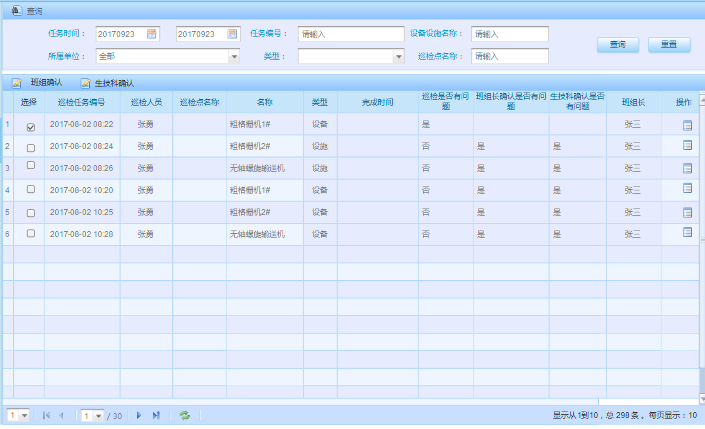 查询
任务时间： 20170923 20170923 任务编号： 请输入 设备设施名称： 请输入
查询 重置
所属单位： 全部 类型： 巡检点名称： 请输入
班组确认 生技科确认
选择 巡检任务编号 巡检人员 巡检点名称 名称 类型 完成时间 巡检是否有问题 班组长确认是否有问题 生技科确认是否有问题 班组长 操作
1 2017-08-02 08:22 张勇 粗格栅机1# 设备 是 张三
2 2017-08-02 08:24 张勇 粗格栅机2# 设施 否 是 是 张三
3 2017-08-02 08:26 张勇 无轴螺旋输送机 设施 否 是 是 张三
4 2017-08-02 10:20 张勇 粗格栅机1# 设备 否 是 是 张三
5 2017-08-02 10:25 张勇 粗格栅机2# 设备 否 是 是 张三
6 2017-08-02 10:28 张勇 无轴螺旋输送机 设备 否 是 是 张三
1 1 / 30 显示从1到10，总 298 条 。每页显示：10